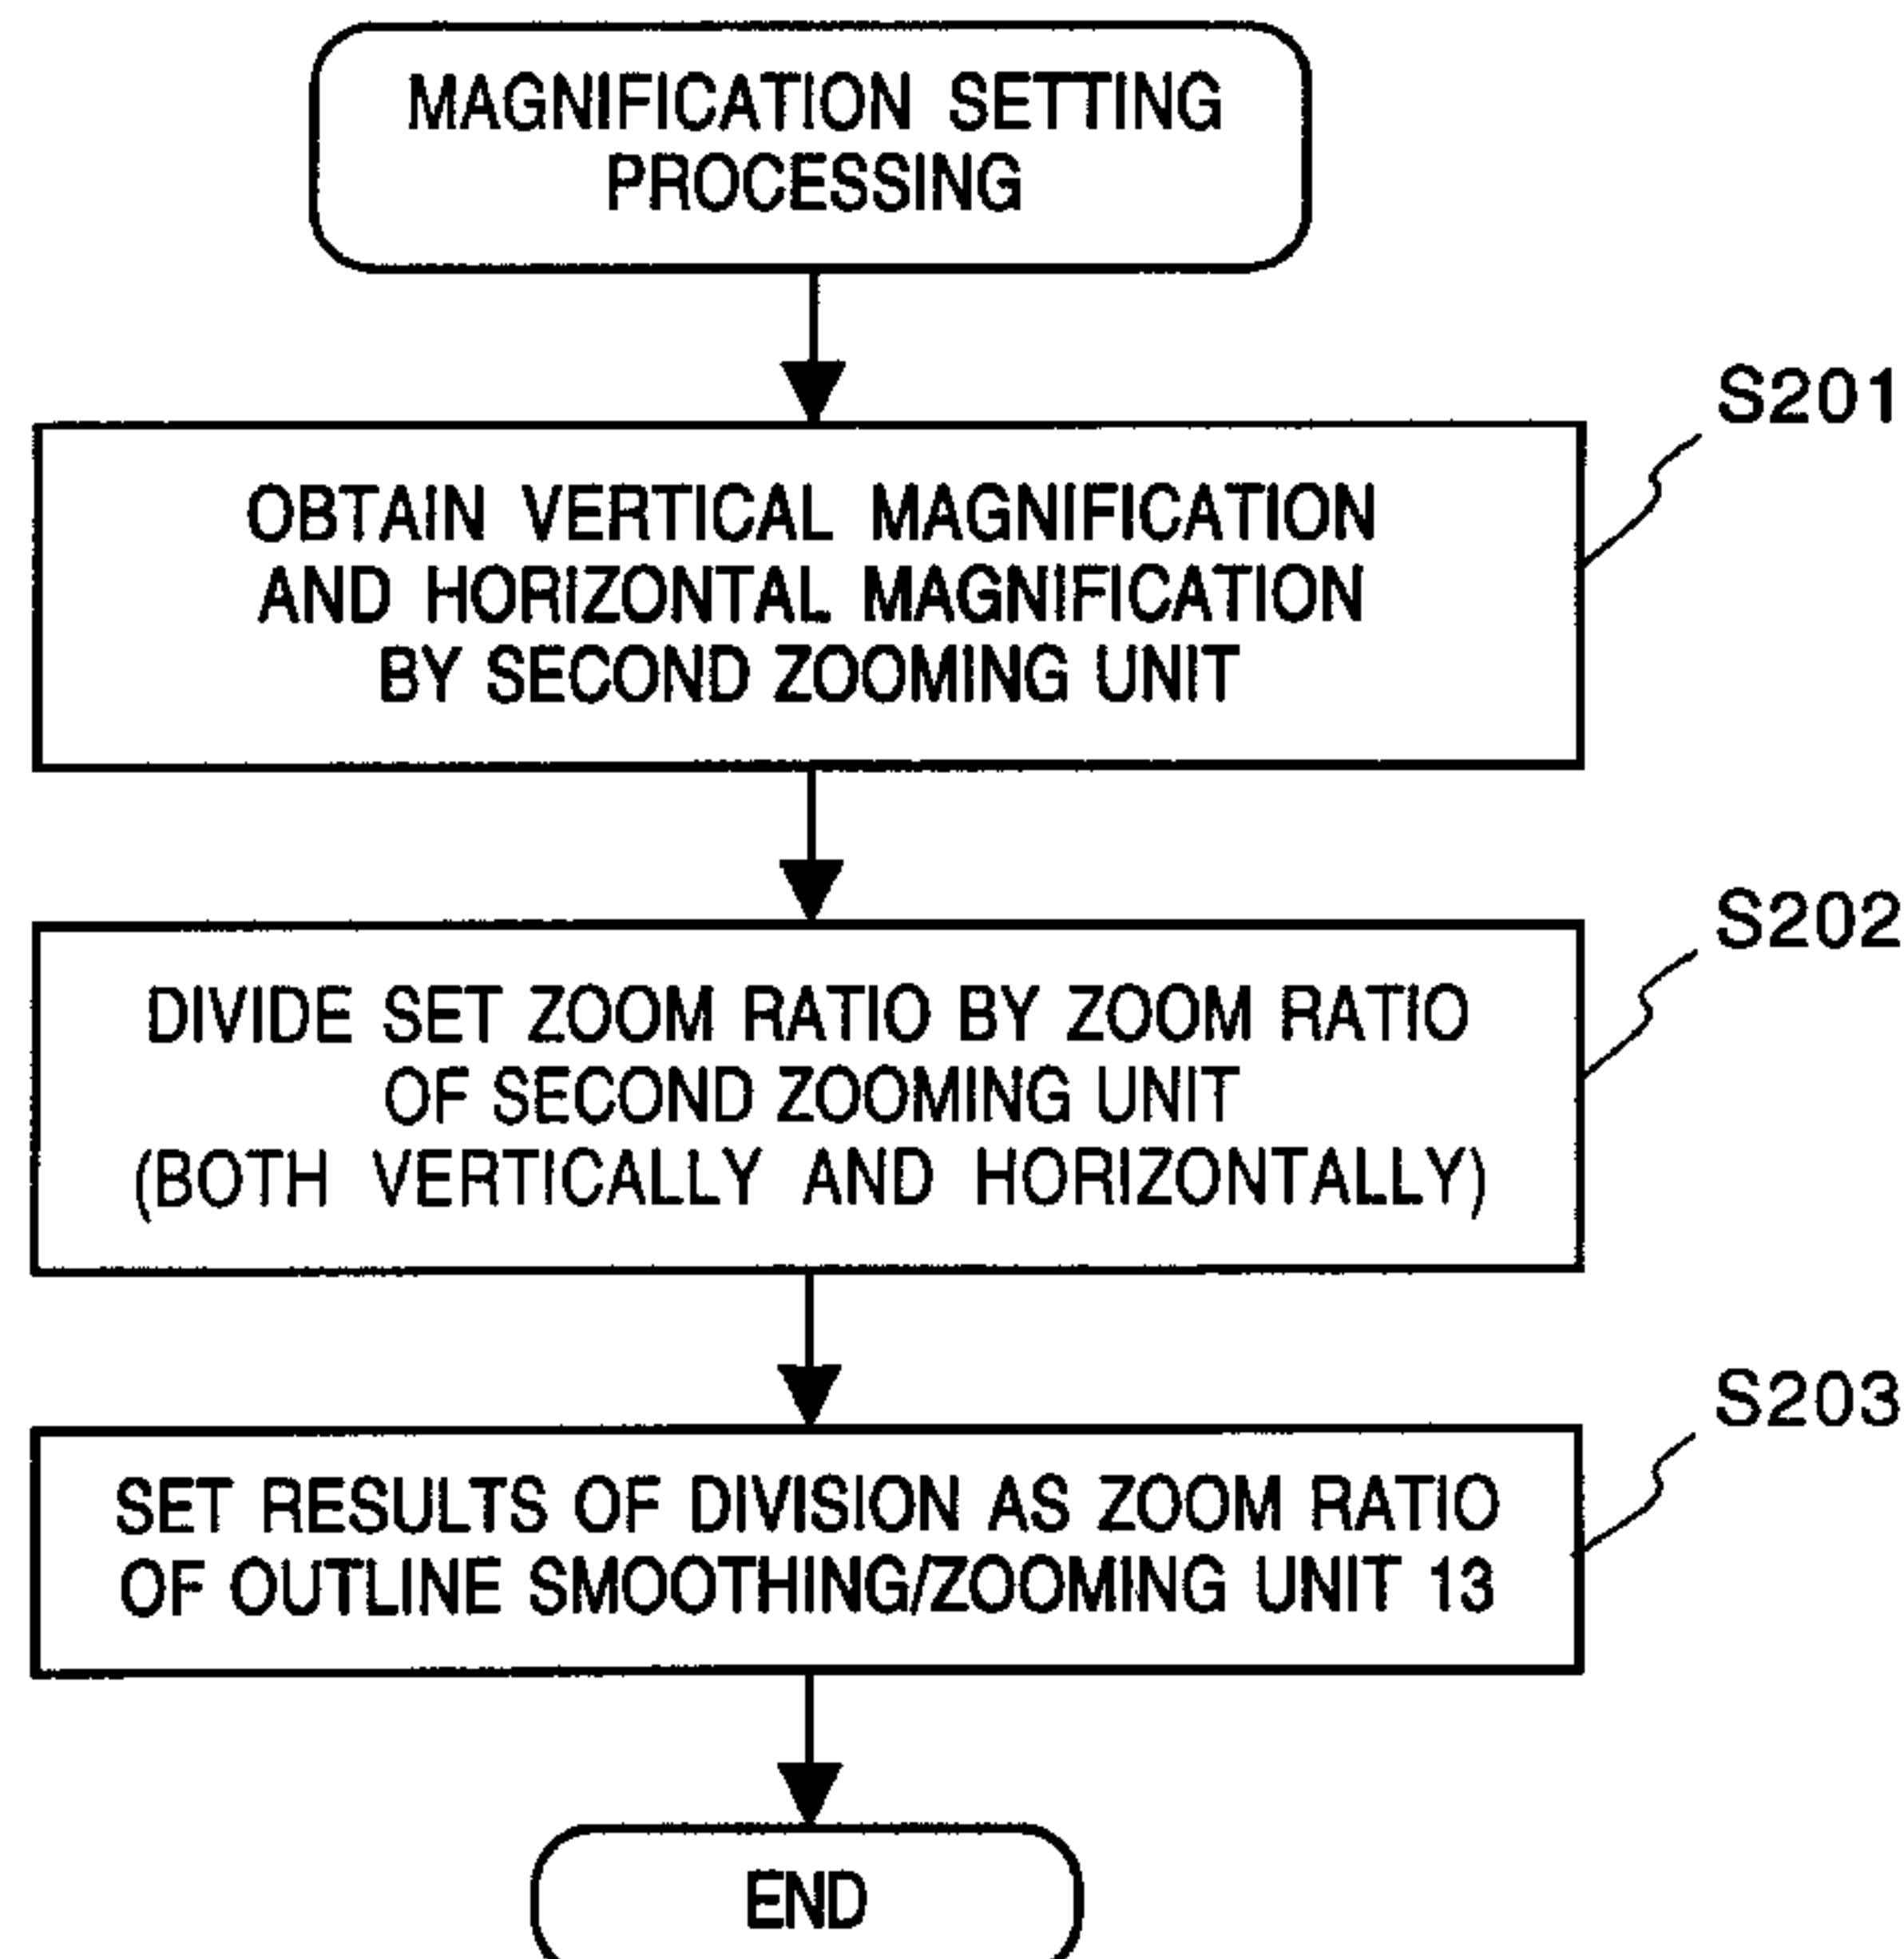 MAGNIFICATION SETTING
PROCESSING
S201
OBTAIN VERTICAL MAGNIFICATION
AND HORIZONTAL MAGNIFICATION
BY SECOND ZOOMING UNIT
S202
DIVIDE SET ZOOM RATIO BY ZOOM RATIO
OF SECOND ZOOMING UNIT
(BOTH VERTICALLY AND HORIZONTALLY)
S203
SET RESULTS OF DIVISION AS ZOOM RATIO
OF OUTLINE SMOOTHING/ZOOMING UNIT 13
END